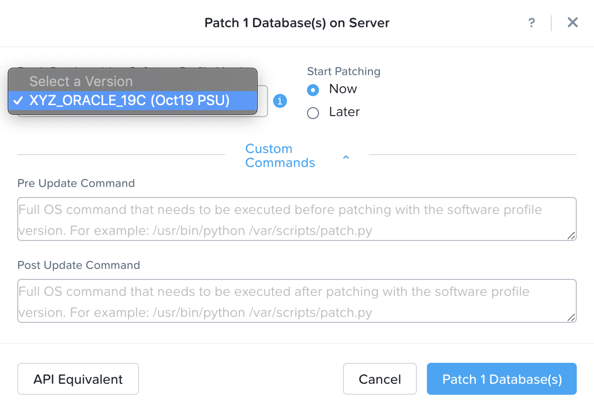 Patch 1 Database(s) on Server
?
Start Patching
Select a Version
✓ XYZ_ORACLE_19C (Oct19 PSU)
i
Now
Later
Custom
Commands
Pre Update Command
Full OS command that needs to be executed before patching with the software profile
version. For example: /usr/bin/python /var/scripts/patch.py
Post Update Command
Full OS command that needs to be executed after patching with the software profile
version. For example: /usr/bin/python /var/scripts/patch.py
API Equivalent
Cancel
Patch 1 Database(s)